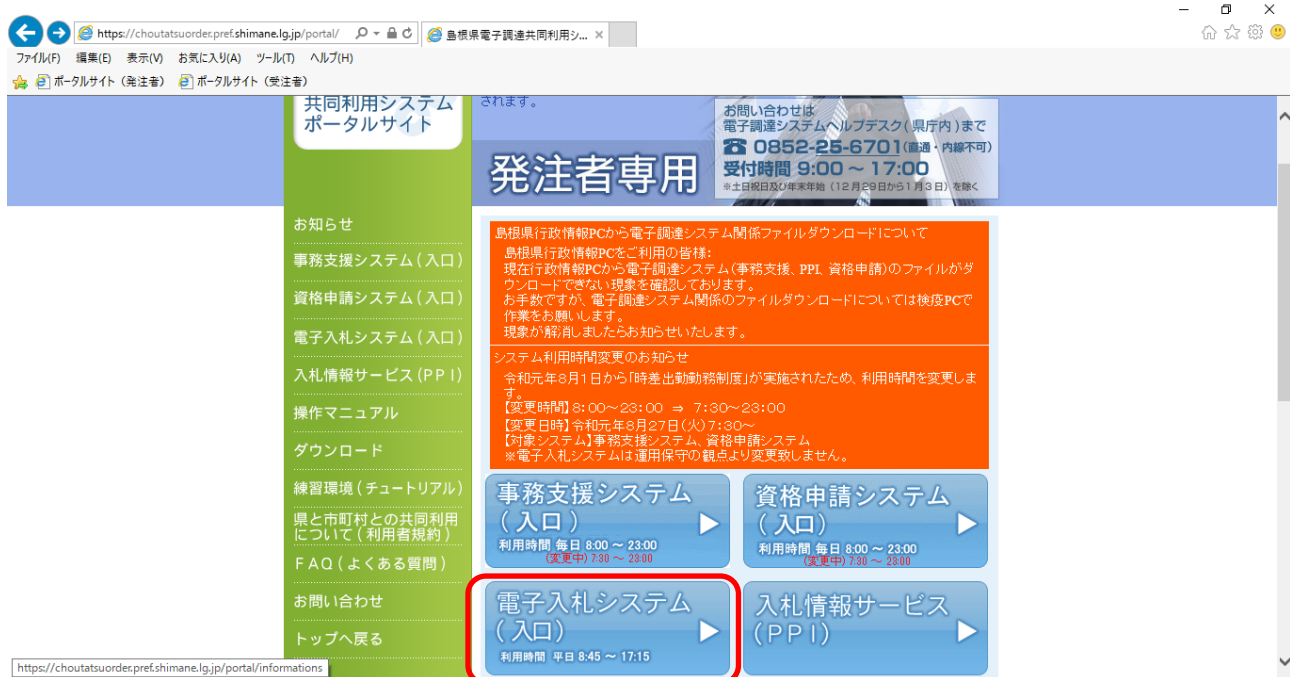 https://choutatsuorder.pref.shimane.lg.jp/portal/
島根県電子調達共同利用シ... ×
ファイル(F) 編集(E) 表示(V) お気に入り(A) ツール(T) ヘルプ(H)
ポータルサイト（発注者） ポータルサイト（受注者）
共同利用システム
ポータルサイト
されます。
お問い合わせは
電子調達システムヘルプデスク(県庁内)まで
0852-25-6701(直通・内線不可)
受付時間 9:00 ～ 17:00
※土日祝日及び年末年始（12月29日から1月3日）を除く
発注者専用
お知らせ
事務支援システム(入口)
資格申請システム(入口)
電子入札システム(入口)
入札情報サービス(PPI)
操作マニュアル
ダウンロード
練習環境(チュートリアル)
県と市町村との共同利用
について(利用者規約)
FAQ(よくある質問)
お問い合わせ
トップへ戻る
島根県行政情報PCから電子調達システム関係ファイルダウンロードについて
島根県行政情報PCをご利用の皆様:
現在行政情報PCから電子調達システム(事務支援、PPI、資格申請)のファイルがダ
ウンロードできない現象を確認しております。
お手数ですが、電子調達システム関係のファイルダウンロードについては検疫PCで
作業をお願いします。
現象が解消しましたらお知らせいたします。
システム利用時間変更のお知らせ
令和元年8月1日から「時差出勤勤務制度」が実施されたため、利用時間を変更しま
す。
【変更時間】8:00～23:00 ⇒ 7:30～23:00
【変更日時】令和元年8月27日(火)7:30～
【対象システム】事務支援システム、資格申請システム
※電子入札システムは運用保守の観点より変更致しません。
事務支援システム
(入口)
利用時間 毎日 8:00 ～ 23:00
(変更中) 7:30 ～ 23:00
資格申請システム
(入口)
利用時間 毎日 8:00 ～ 23:00
(変更中) 7:30 ～ 23:00
電子入札システム
(入口)
利用時間 平日 8:45 ～ 17:15
入札情報サービス
(PPI)
https://choutatsuorder.pref.shimane.lg.jp/portal/informations